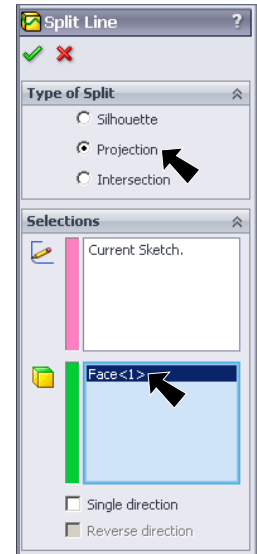 Split Line ?
Type of Split
Silhouette
Projection
Intersection
Selections
Current Sketch.
Face<1>
Single direction
Reverse direction